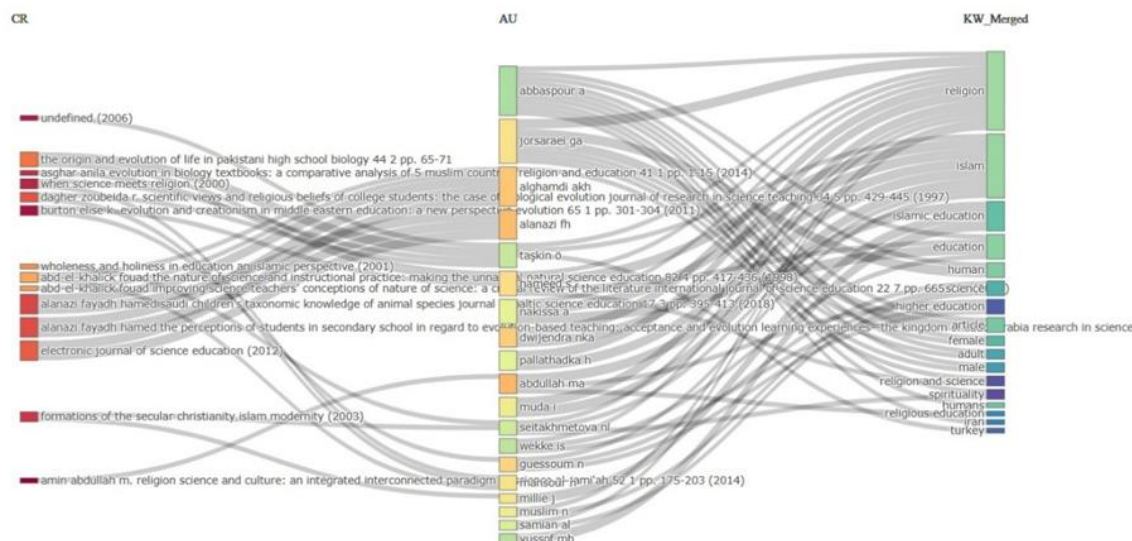 CR
AU
KW_Merged
undefined (2006)
the origin and evolution of life in pakistani high school biology 44 2 pp. 65-71
asghar anila evolution in biology textbooks: a comparative analysis of 5 muslim countries religion and education 41 1 pp. 1-15 (2014)
when science meets religion (2000)
dagher zoubeida r. scientific views and religious beliefs of college students: the case of biological evolution journal of research in science teaching 34 5 pp. 429-445 (1997)
burton elise k. evolution and creationism in middle eastern education: a new perspective evolution 65 1 pp. 301-304 (2011)
wholeness and holiness in education an islamic perspective (2001)
abd-el-khalick fouad the nature of science and instructional practice: making the unnatural natural science education 82 4 pp. 417-436 (1998)
abd-el-khalick fouad improving science teachers' conceptions of nature of science: a critical review of the literature international journal of science education 22 7 pp. 665
alanazi fayadh hamed saudi children's taxonomic knowledge of animal species journal of baltic science education 17 3 pp. 395-413 (2018)
alanazi fayadh hamed the perceptions of students in secondary school in regard to evolution-based teaching: acceptance and evolution learning experiences--the kingdom of arabia research in science
electronic journal of science education (2012)
formations of the secular christianity islam modernity (2003)
amin abdullah m. religion science and culture: an integrated interconnected paradigm of science al-jami'ah 52 1 pp. 175-203 (2014)
abbaspour a
jorsaraei ga
alghamdi akh
alanazi fh
taşkin ö
hameed s
nakissa a
dwijendra nka
pallathadka h
abdullah ma
muda i
seitakhmetova nl
wekke is
guessoum n
mansour n
millie j
muslim n
samian al
yussof mh
religion
islam
islamic education
education
human
science
higher education
article
female
adult
male
religion and science
spirituality
humans
religious education
iran
turkey